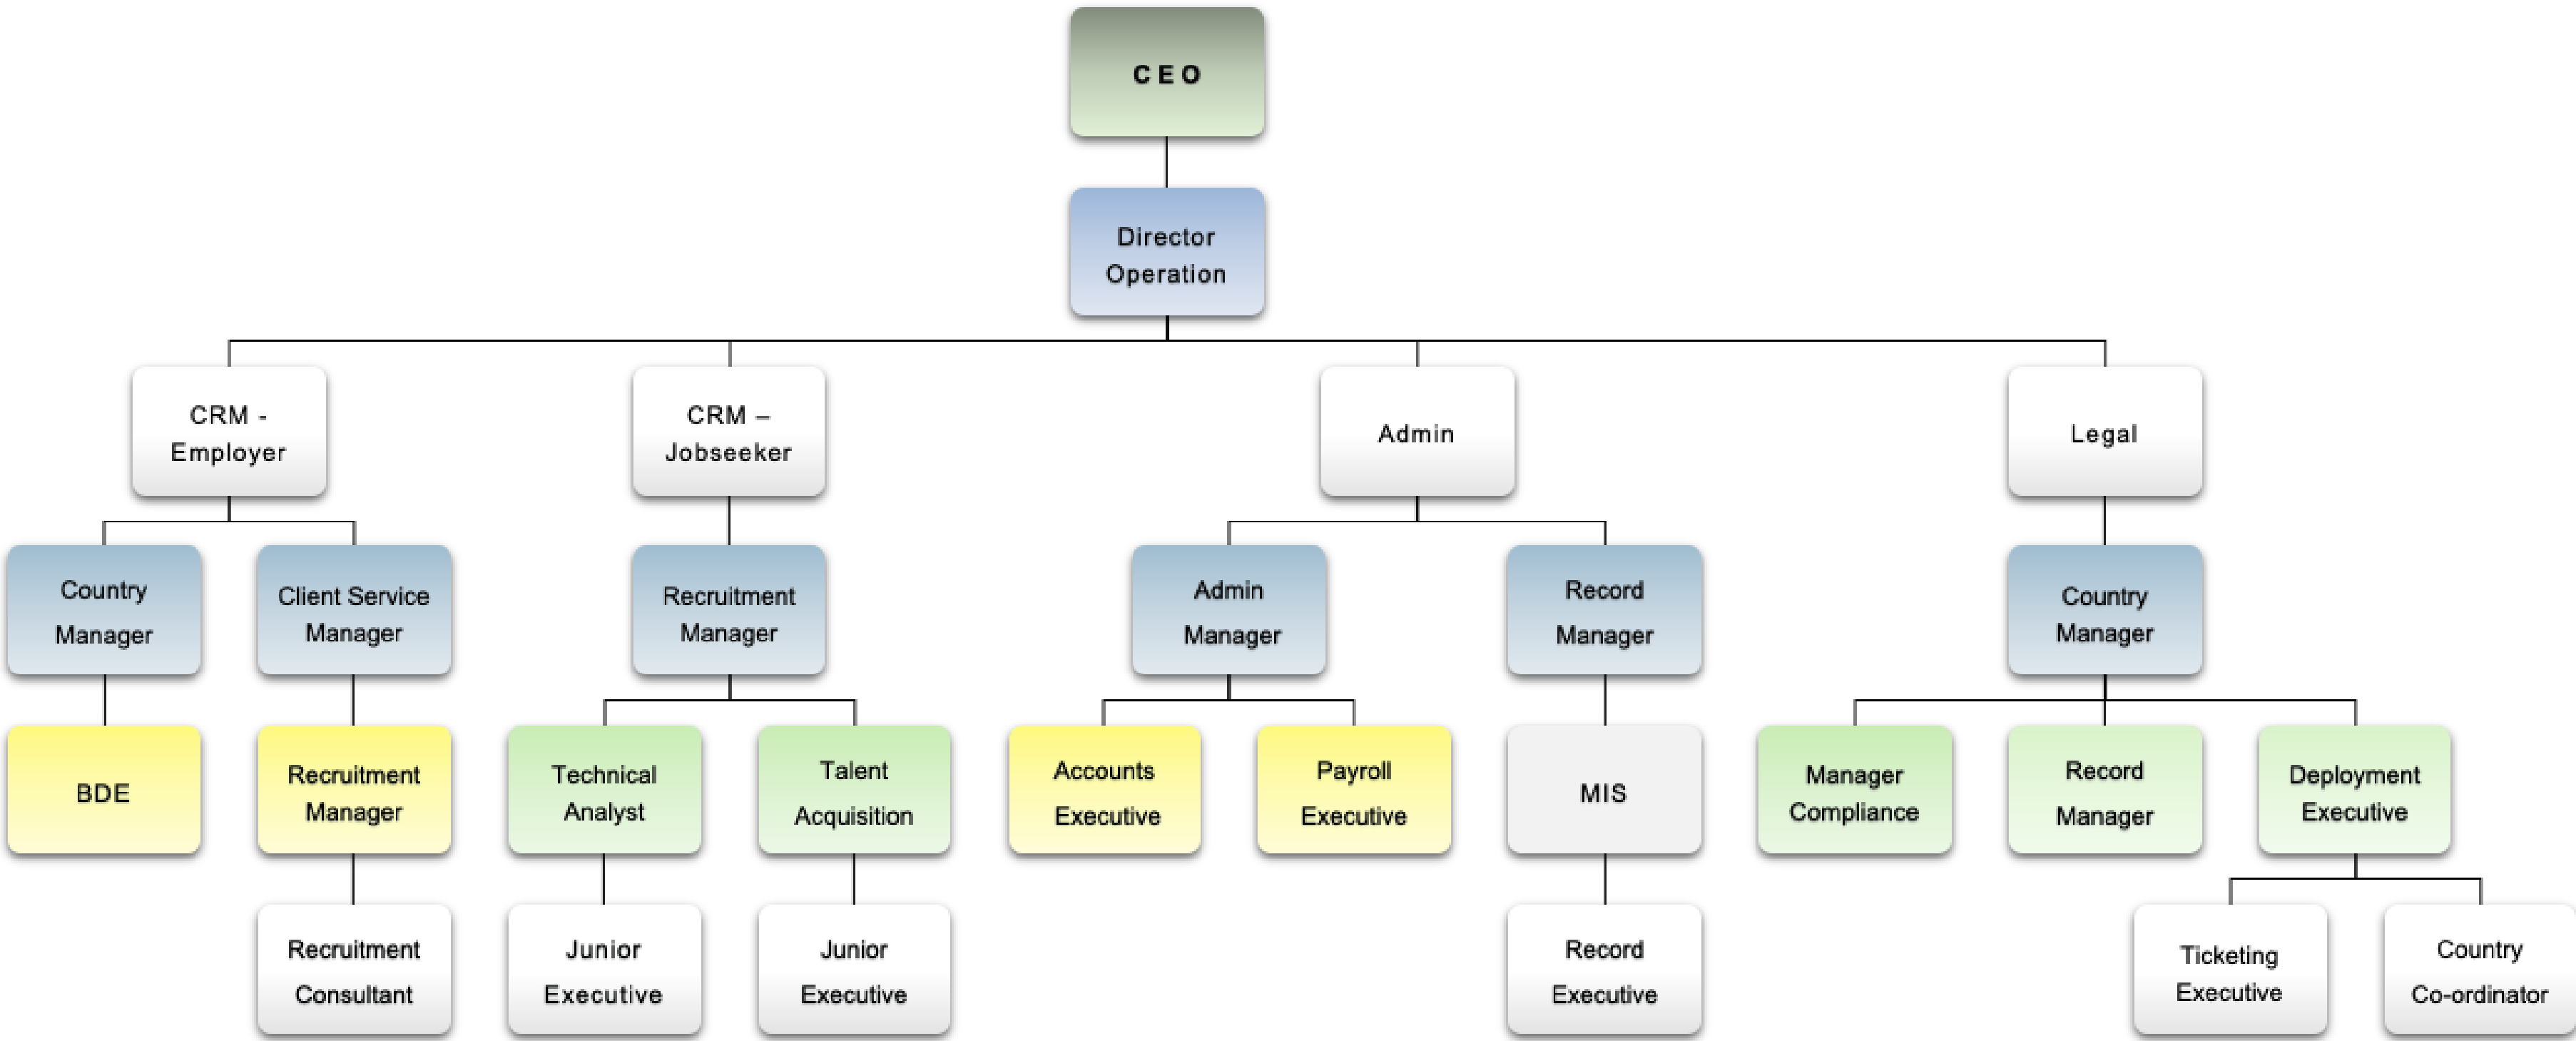 CEO
Director
Operation
CRM -
Employer
CRM –
Jobseeker
Admin
Legal
Country
Manager
Client Service
Manager
Recruitment
Manager
Admin
Manager
Record
Manager
Country
Manager
BDE
Recruitment
Manager
Technical
Analyst
Talent
Acquisition
Accounts
Executive
Payroll
Executive
MIS
Manager
Compliance
Record
Manager
Deployment
Executive
Recruitment
Consultant
Junior
Executive
Junior
Executive
Record
Executive
Ticketing
Executive
Country
Co-ordinator